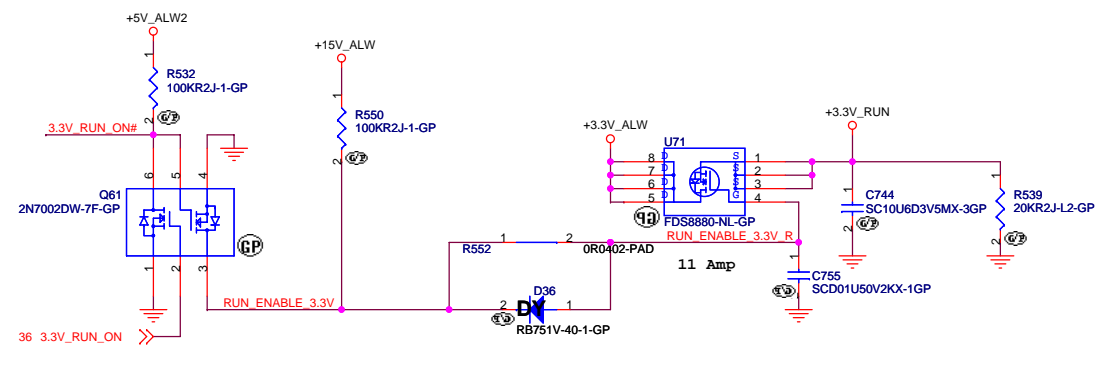 +5V_ALW2
1
R532
100KR2J-1-GP
2
G/P
3.3V_RUN_ON#
6
5
4
Q61
2N7002DW-7F-GP
GP
1
2
3
36 3.3V_RUN_ON
RUN_ENABLE_3.3V
+15V_ALW
1
R550
100KR2J-1-GP
2
G/P
R552
1
2
0R0402-PAD
D36
2
DY
1
G/P
RB751V-40-1-GP
+3.3V_ALW
U71
8
D
S
1
7
D
S
2
6
D
S
3
5
D
G
4
GP
FDS8880-NL-GP
RUN_ENABLE_3.3V_R
11 Amp
+3.3V_RUN
1
C744
SC10U6D3V5MX-3GP
2
G/P
1
R539
20KR2J-L2-GP
2
G/P
1
C755
SCD01U50V2KX-1GP
2
G/P